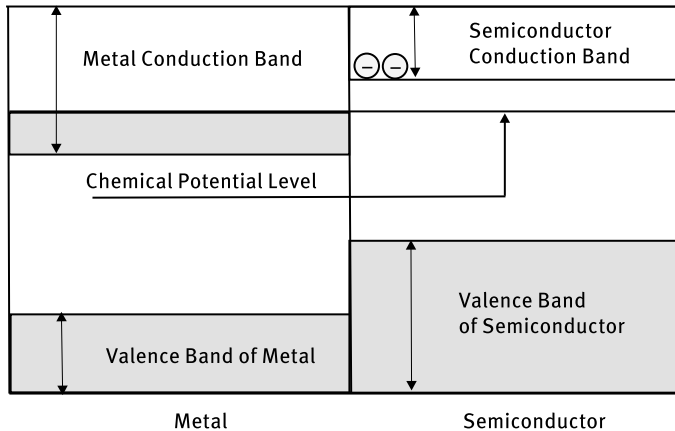 Metal Conduction Band
Semiconductor
Conduction Band
− −
Chemical Potential Level
Valence Band
of Semiconductor
Valence Band of Metal
Metal
Semiconductor